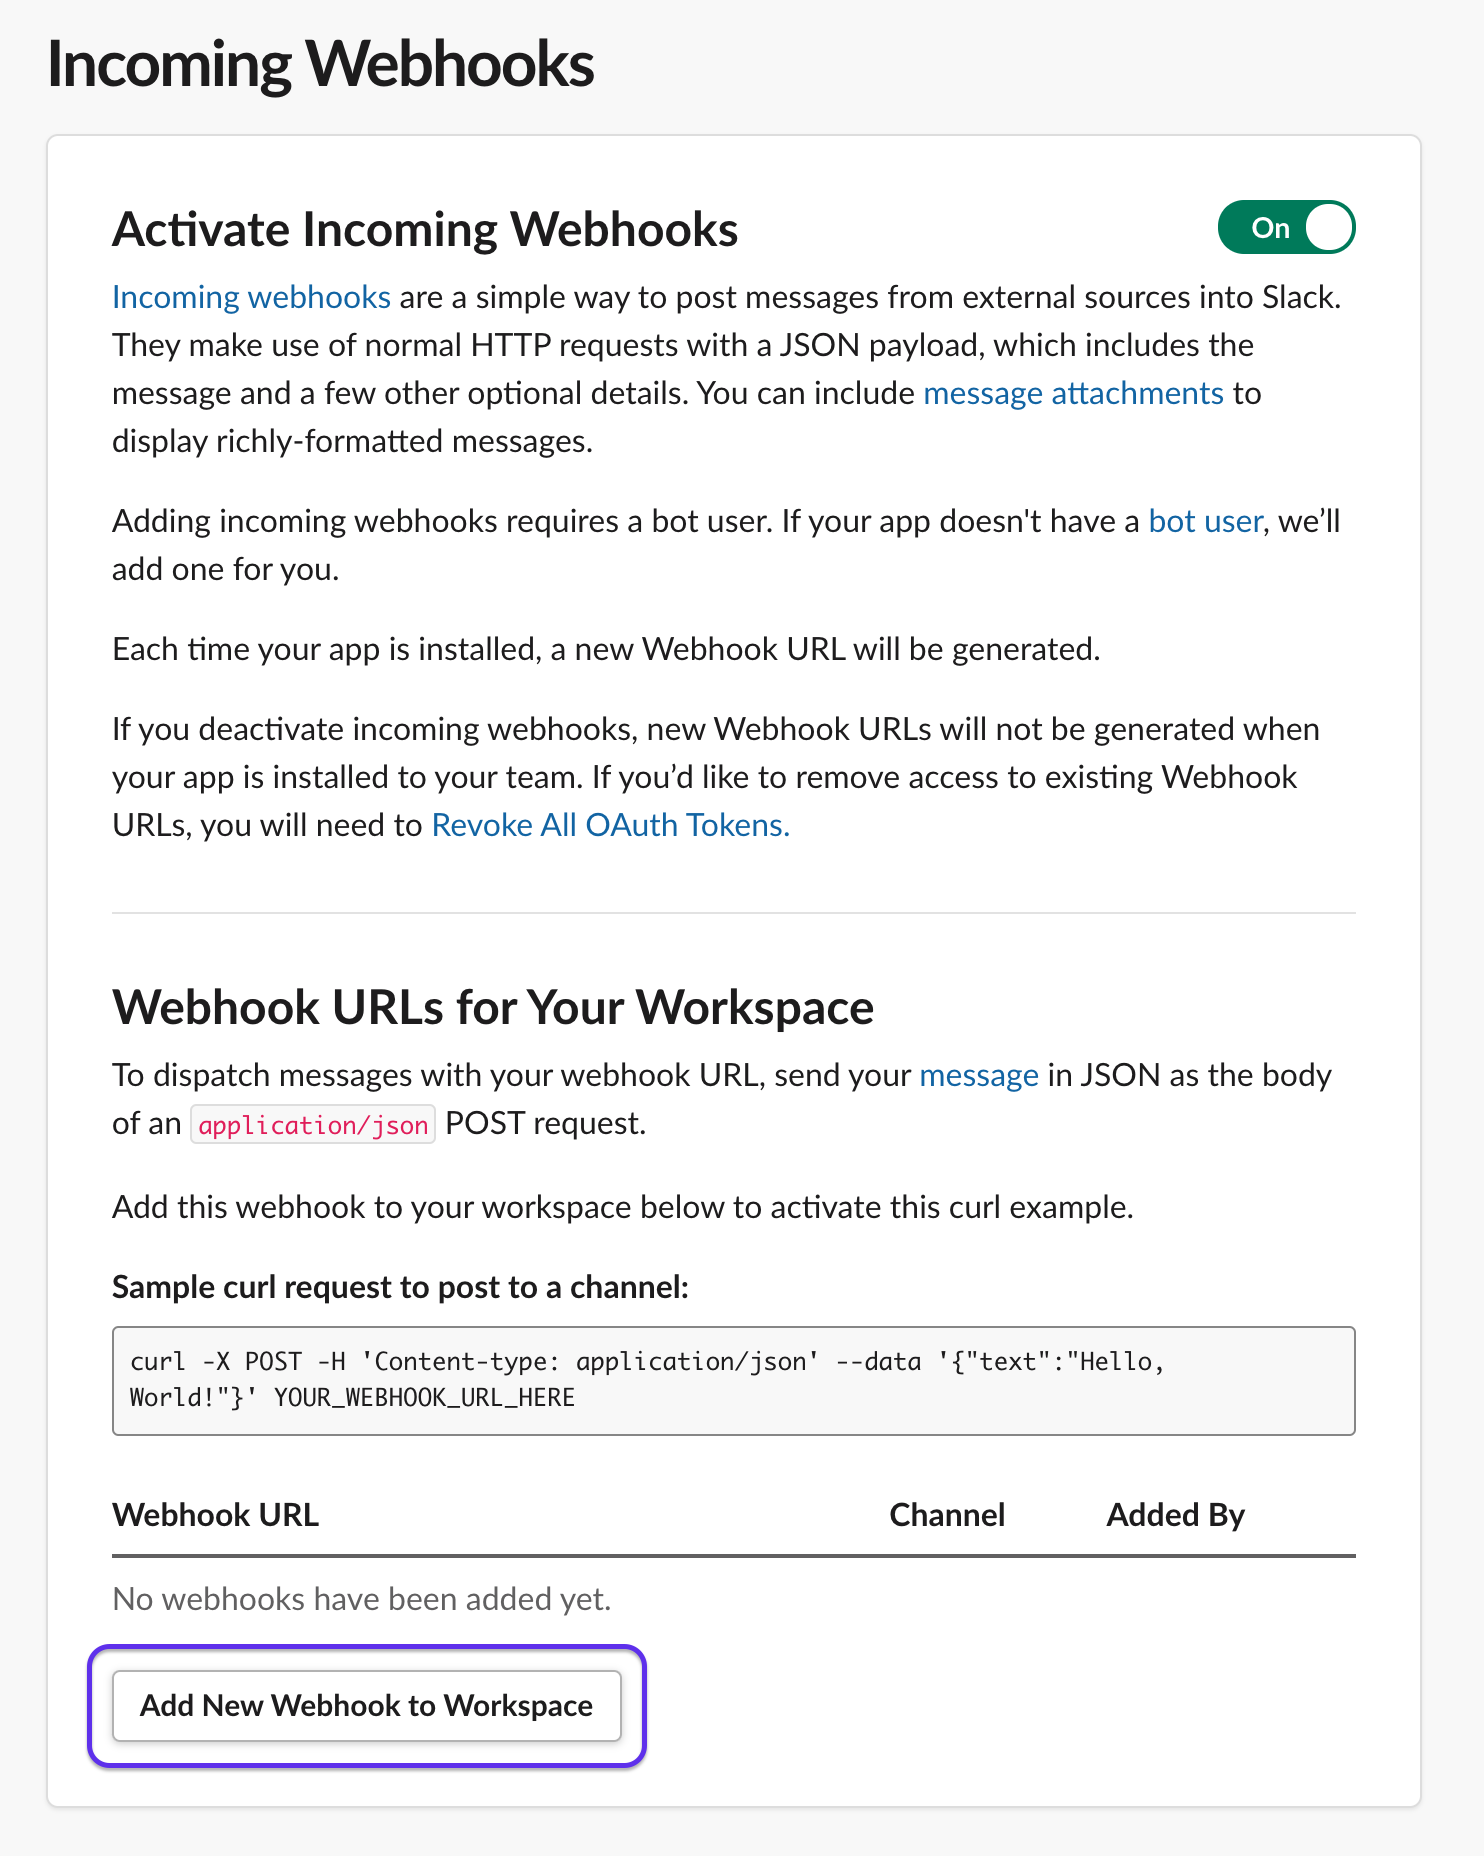 Incoming Webhooks
Activate Incoming Webhooks
On
Incoming webhooks are a simple way to post messages from external sources into Slack.
They make use of normal HTTP requests with a JSON payload, which includes the
message and a few other optional details. You can include message attachments to
display richly-formatted messages.
Adding incoming webhooks requires a bot user. If your app doesn't have a bot user, we’ll
add one for you.
Each time your app is installed, a new Webhook URL will be generated.
If you deactivate incoming webhooks, new Webhook URLs will not be generated when
your app is installed to your team. If you’d like to remove access to existing Webhook
URLs, you will need to Revoke All OAuth Tokens.
Webhook URLs for Your Workspace
To dispatch messages with your webhook URL, send your message in JSON as the body
of an application/json POST request.
Add this webhook to your workspace below to activate this curl example.
Sample curl request to post to a channel:
curl -X POST -H 'Content-type: application/json' --data '{"text":"Hello,
World!"}' YOUR_WEBHOOK_URL_HERE
Webhook URL Channel Added By
No webhooks have been added yet.
Add New Webhook to Workspace